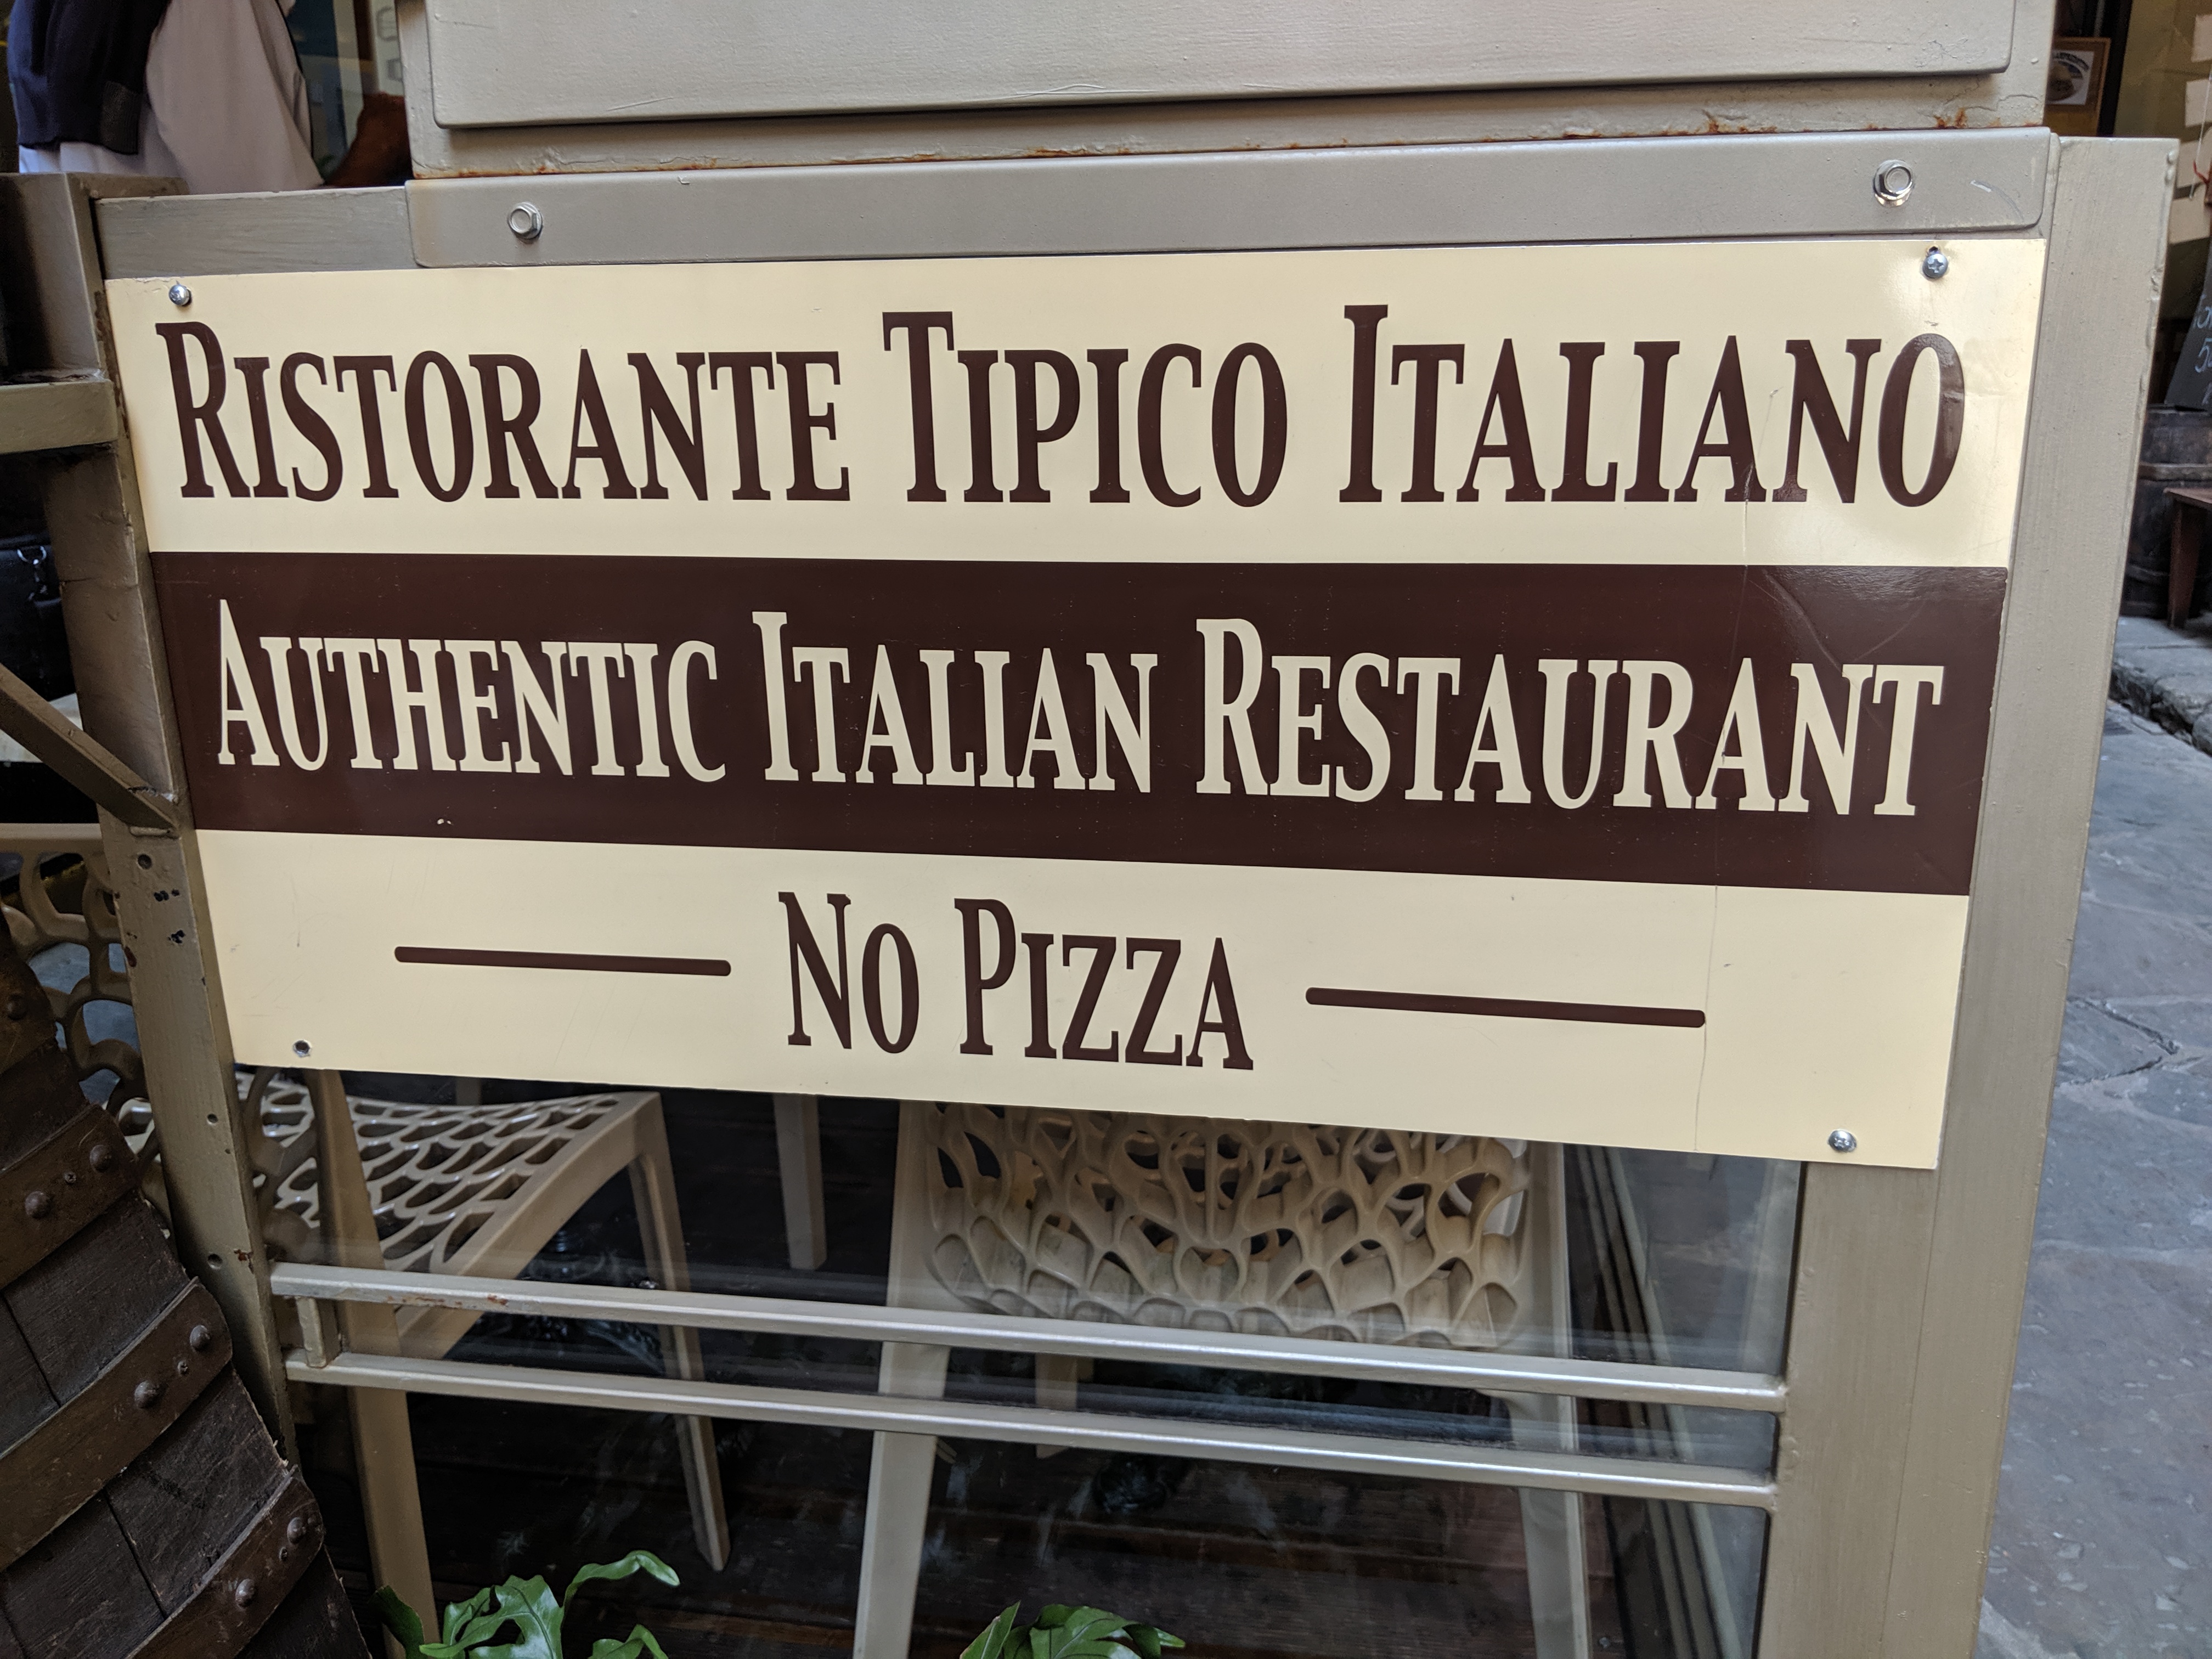 Ristorante Tipico Italiano
Authentic Italian Restaurant
No Pizza